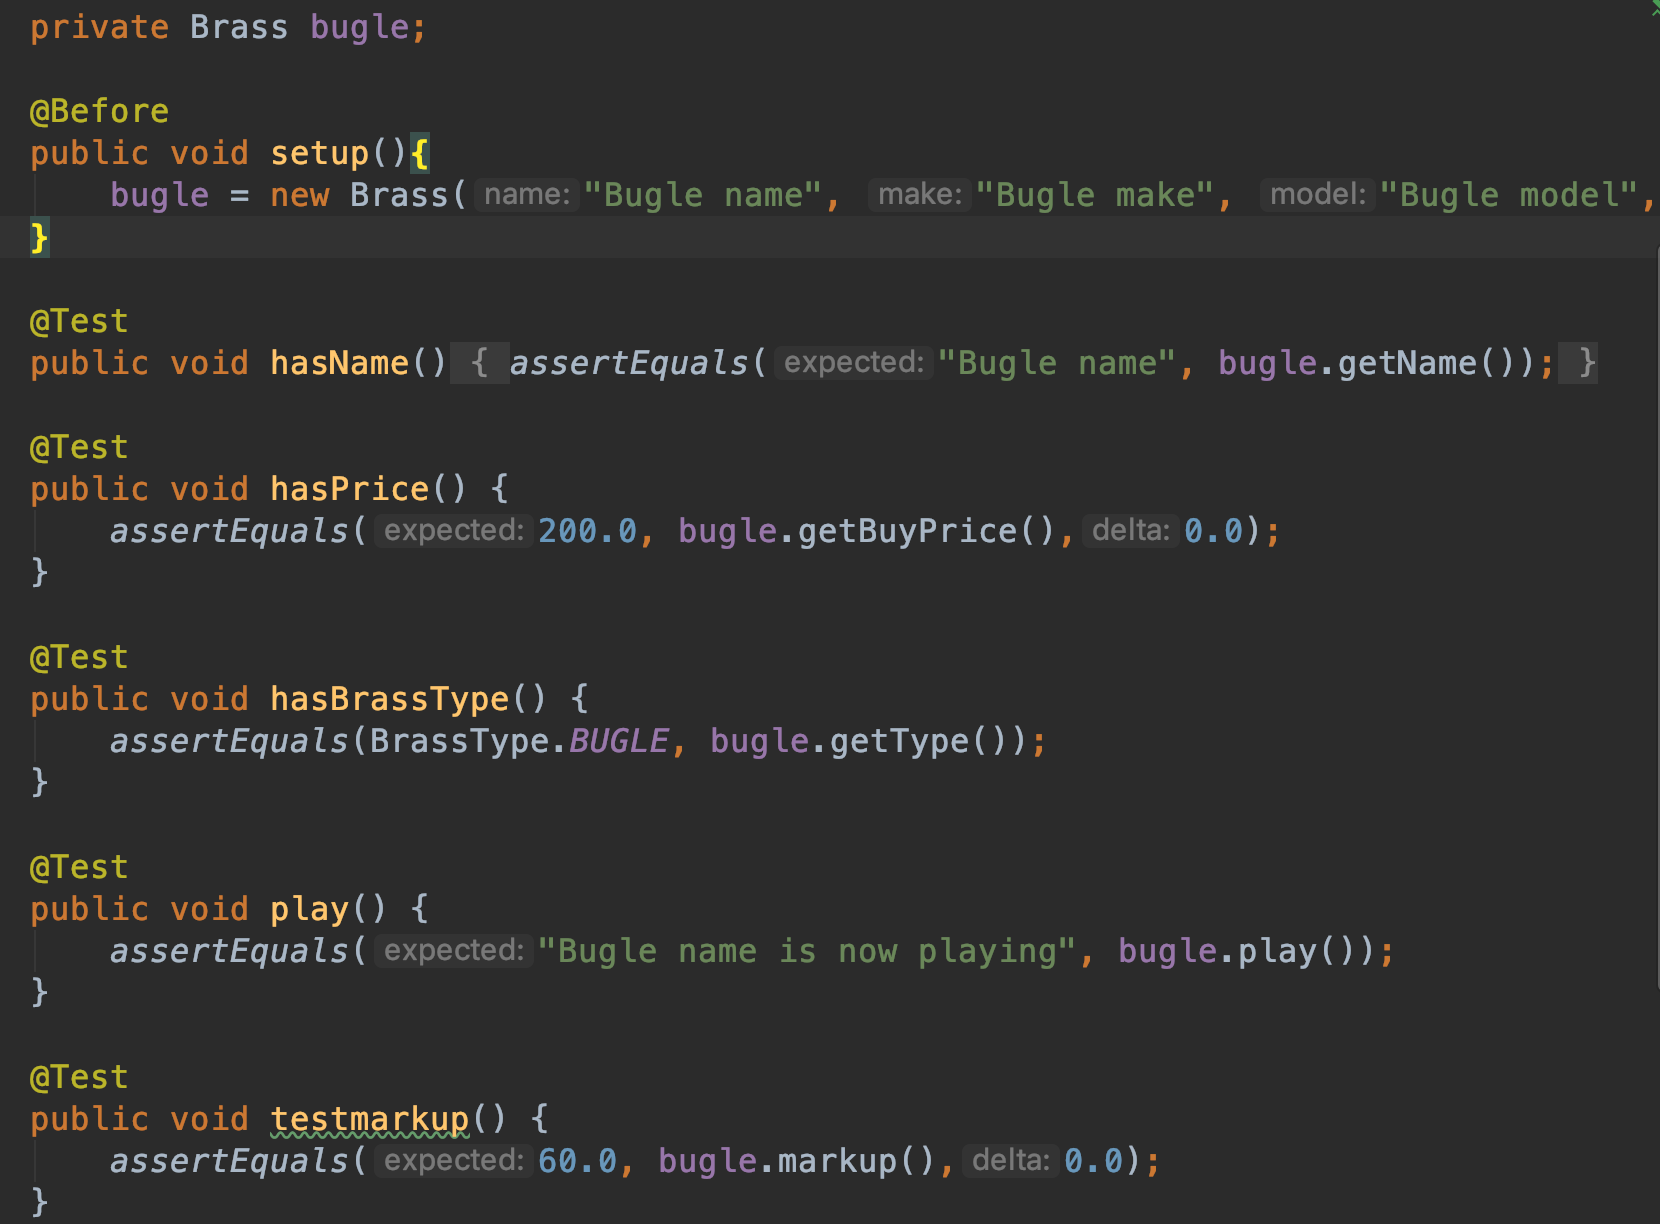 private Brass bugle;
@Before
public void setup(){
bugle = new Brass( name: "Bugle name", make: "Bugle make", model: "Bugle model",
}
@Test
public void hasName() { assertEquals( expected: "Bugle name", bugle.getName()); }
@Test
public void hasPrice() {
assertEquals( expected: 200.0, bugle.getBuyPrice(), delta: 0.0);
}
@Test
public void hasBrassType() {
assertEquals(BrassType.BUGLE, bugle.getType());
}
@Test
public void play() {
assertEquals( expected: "Bugle name is now playing", bugle.play());
}
@Test
public void testmarkup() {
assertEquals( expected: 60.0, bugle.markup(), delta: 0.0);
}